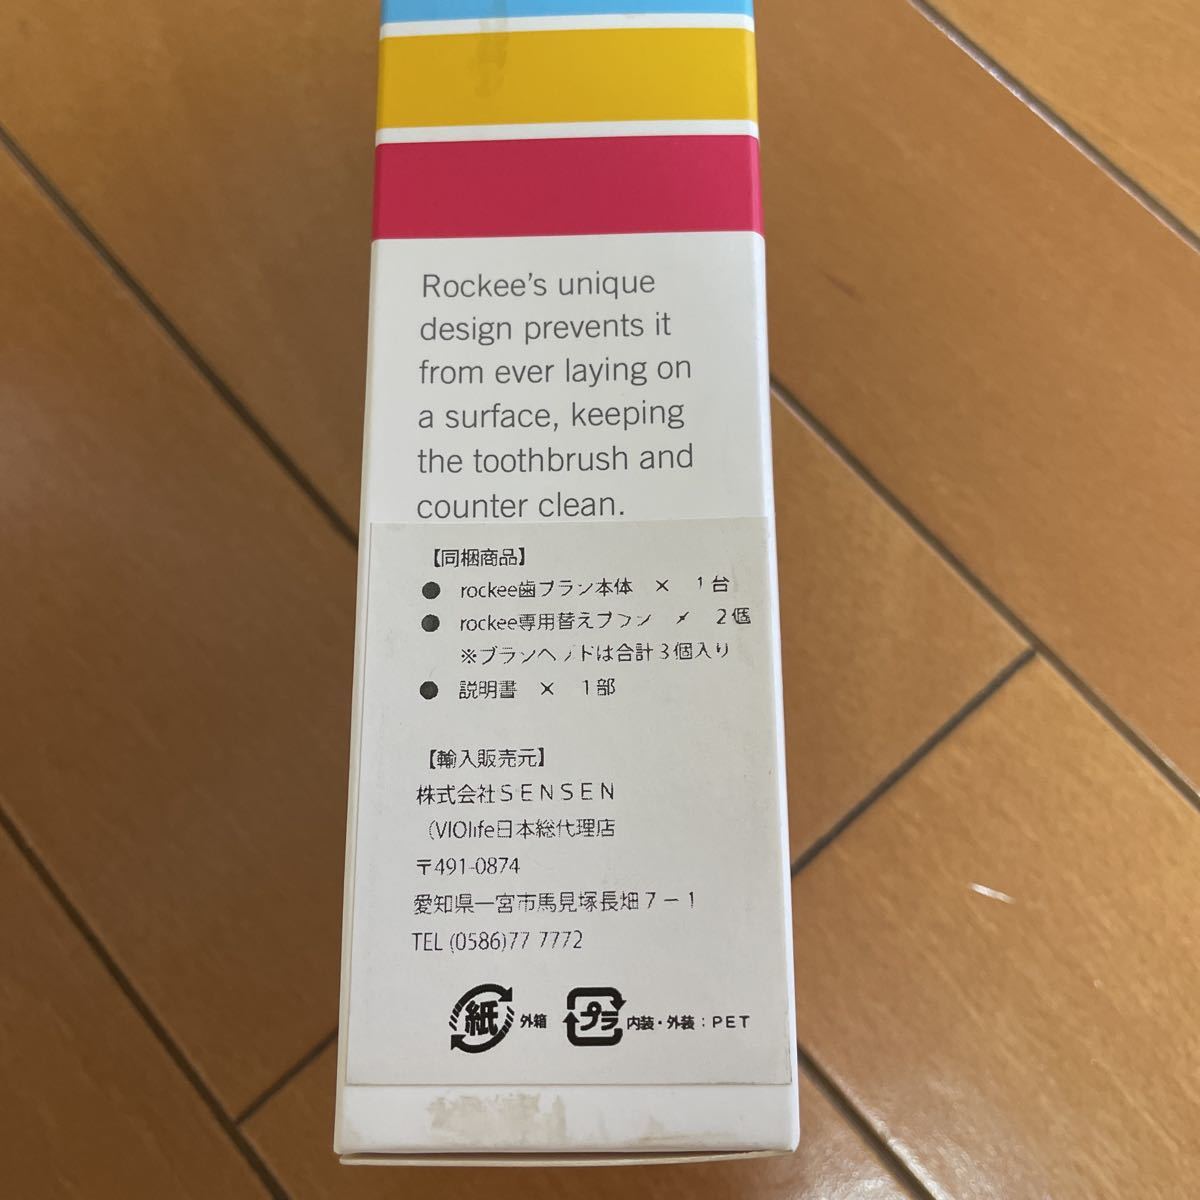 Rockee's unique
design prevents it
from ever laying on
a surface, keeping
the toothbrush and
counter clean.
【同梱商品】
● rockee歯ブラシ本体 × 1台
● rockee専用替えブラシ × 2個
※ブラシヘッドは合計3個入り
● 説明書 × 1部
【輸入販売元】
株式会社SENSEN
(VIOlife日本総代理店
〒491-0874
愛知県一宮市馬見塚長畑7-1
TEL (0586)77 7772
紙 外箱 プラ 内装・外装:PET